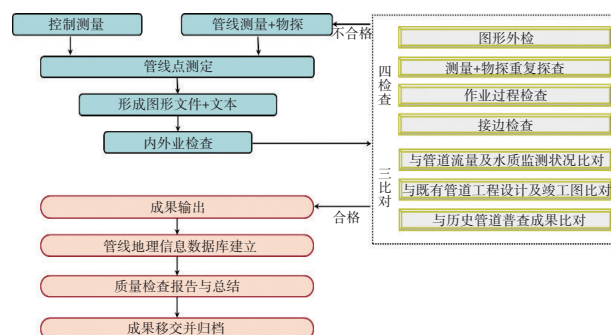 控制测量
管线测量+物探
不合格
管线点测定
形成图形文件+文本
内外业检查
四检查
图形外检
测量+物探重复探查
作业过程检查
接边检查
三比对
与管道流量及水质监测状况比对
与既有管道工程设计及竣工图比对
与历史管道普查成果比对
合格
成果输出
管线地理信息数据库建立
质量检查报告与总结
成果移交并归档